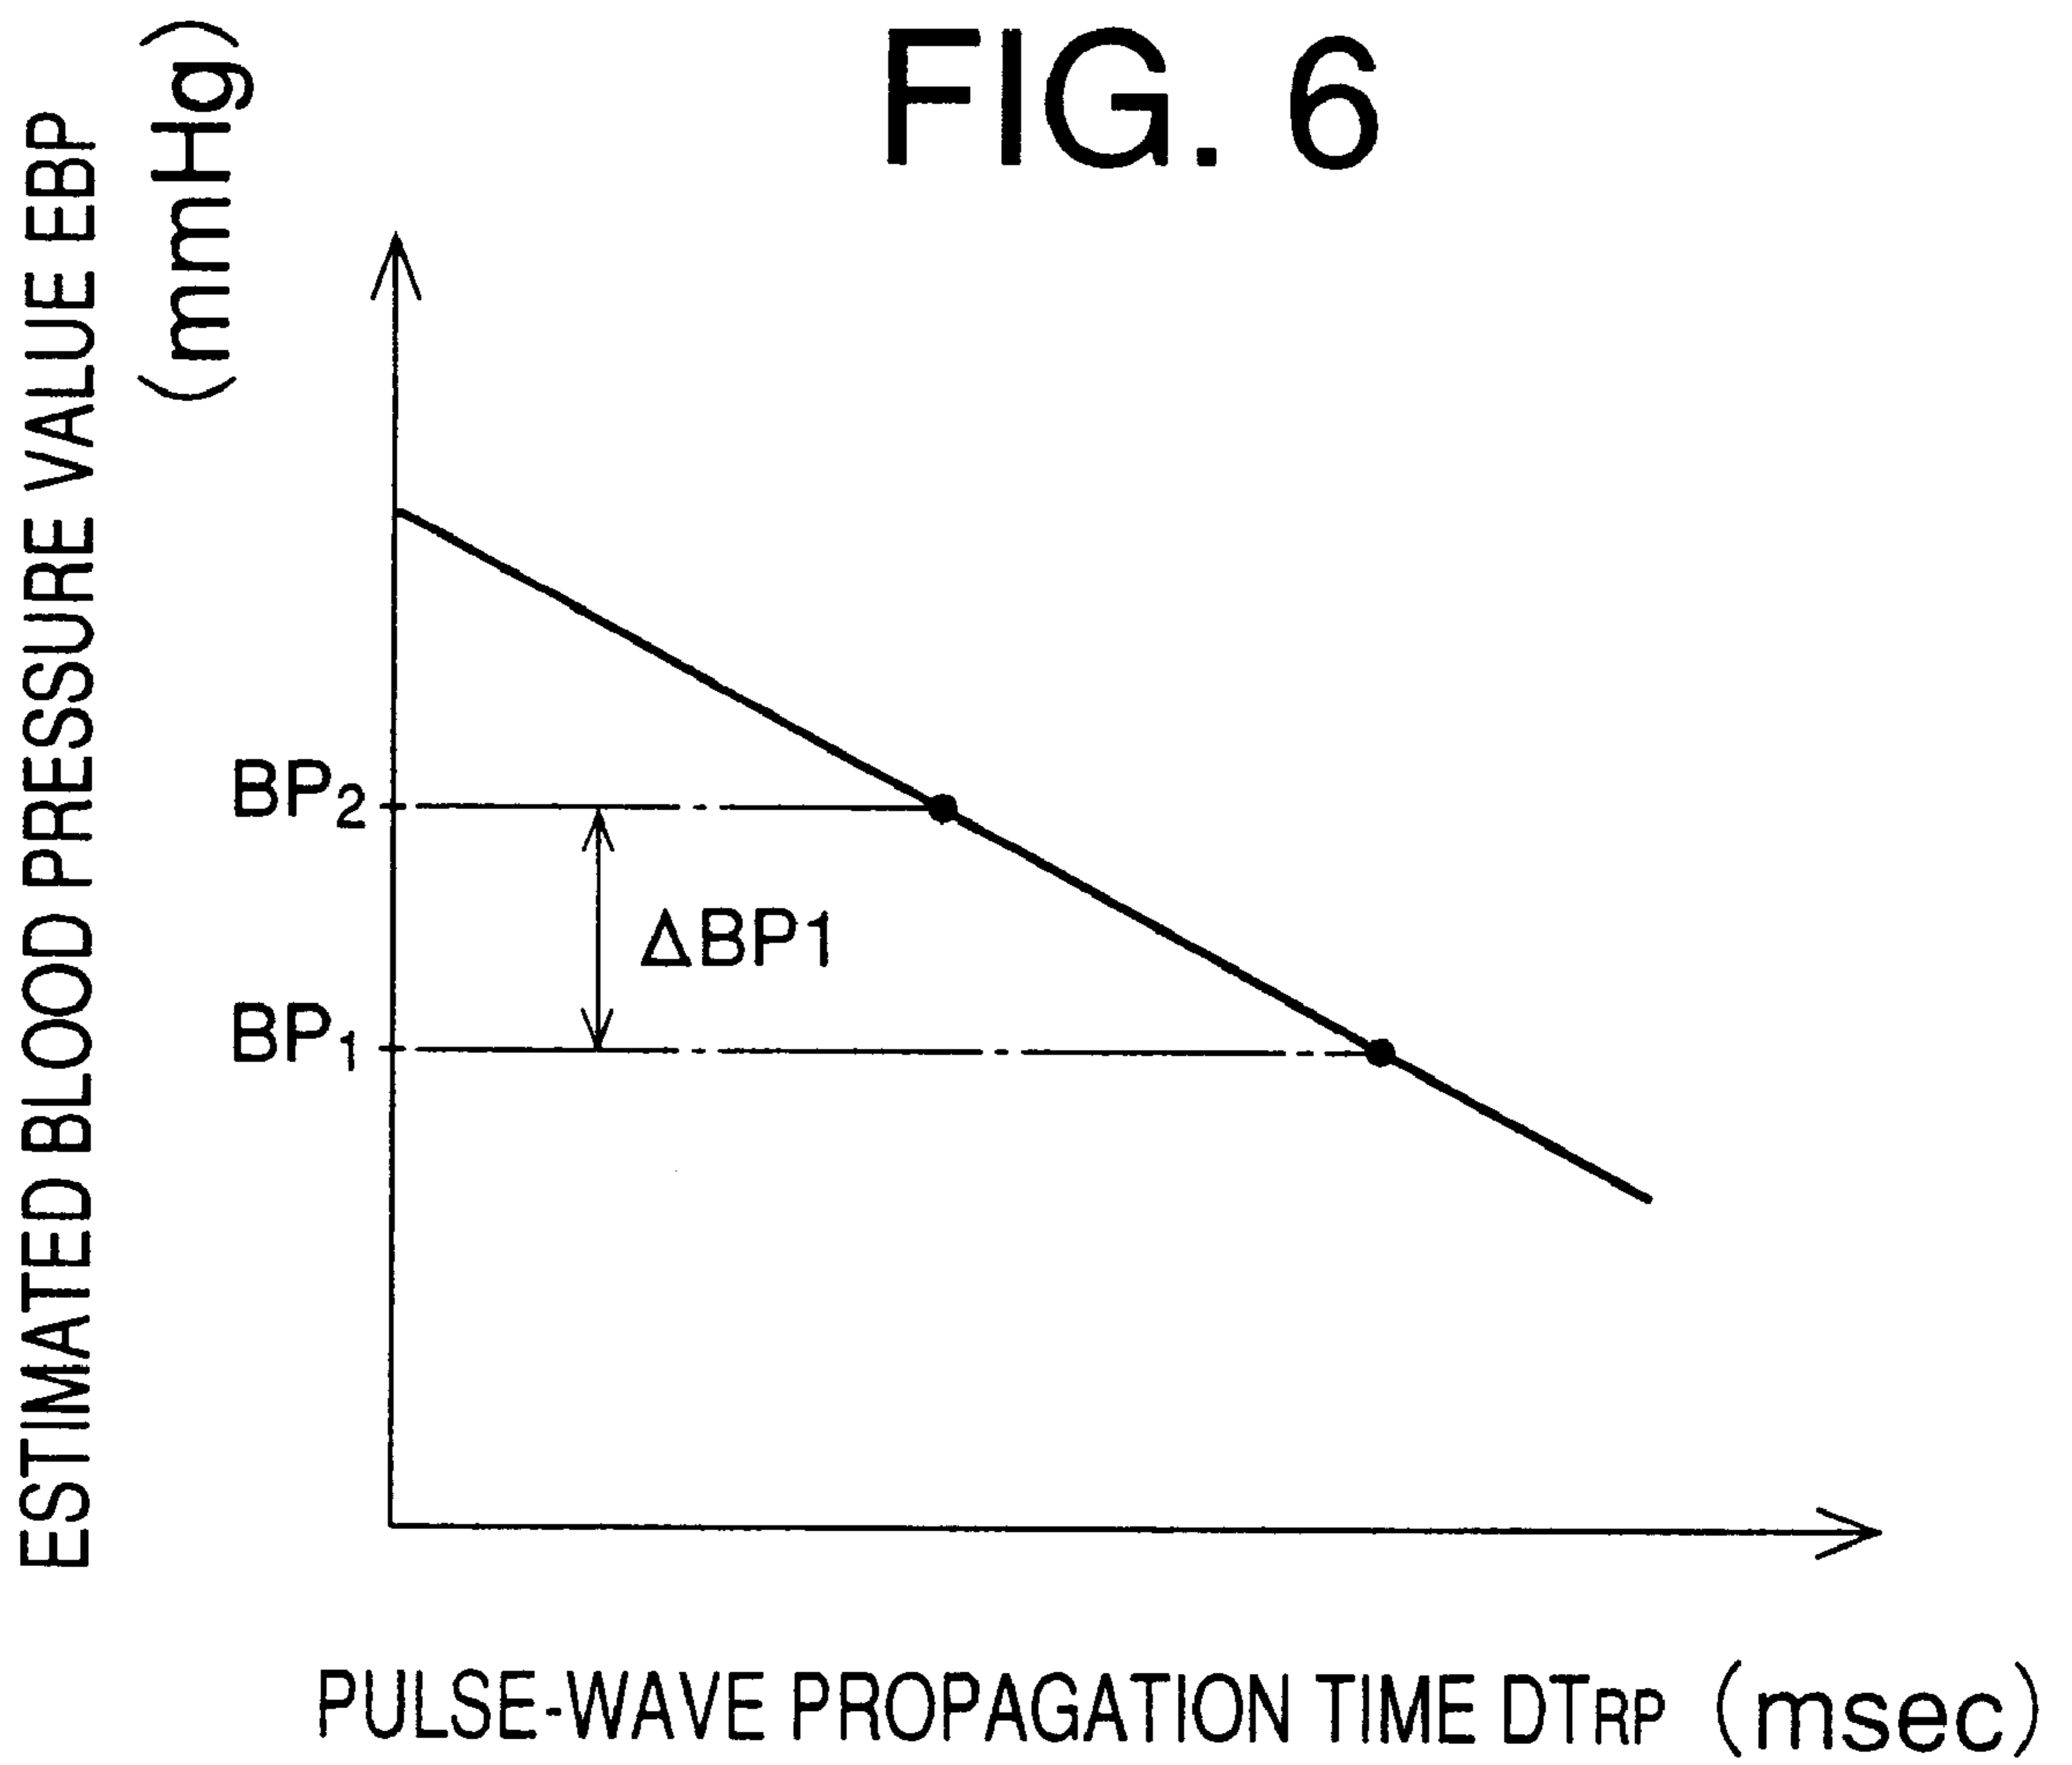 FIG. 6
ESTIMATED BLOOD PRESSURE VALUE EBP
(mmHg)
BP2
ΔBP1
BP1
PULSE-WAVE PROPAGATION TIME DTRP (msec)